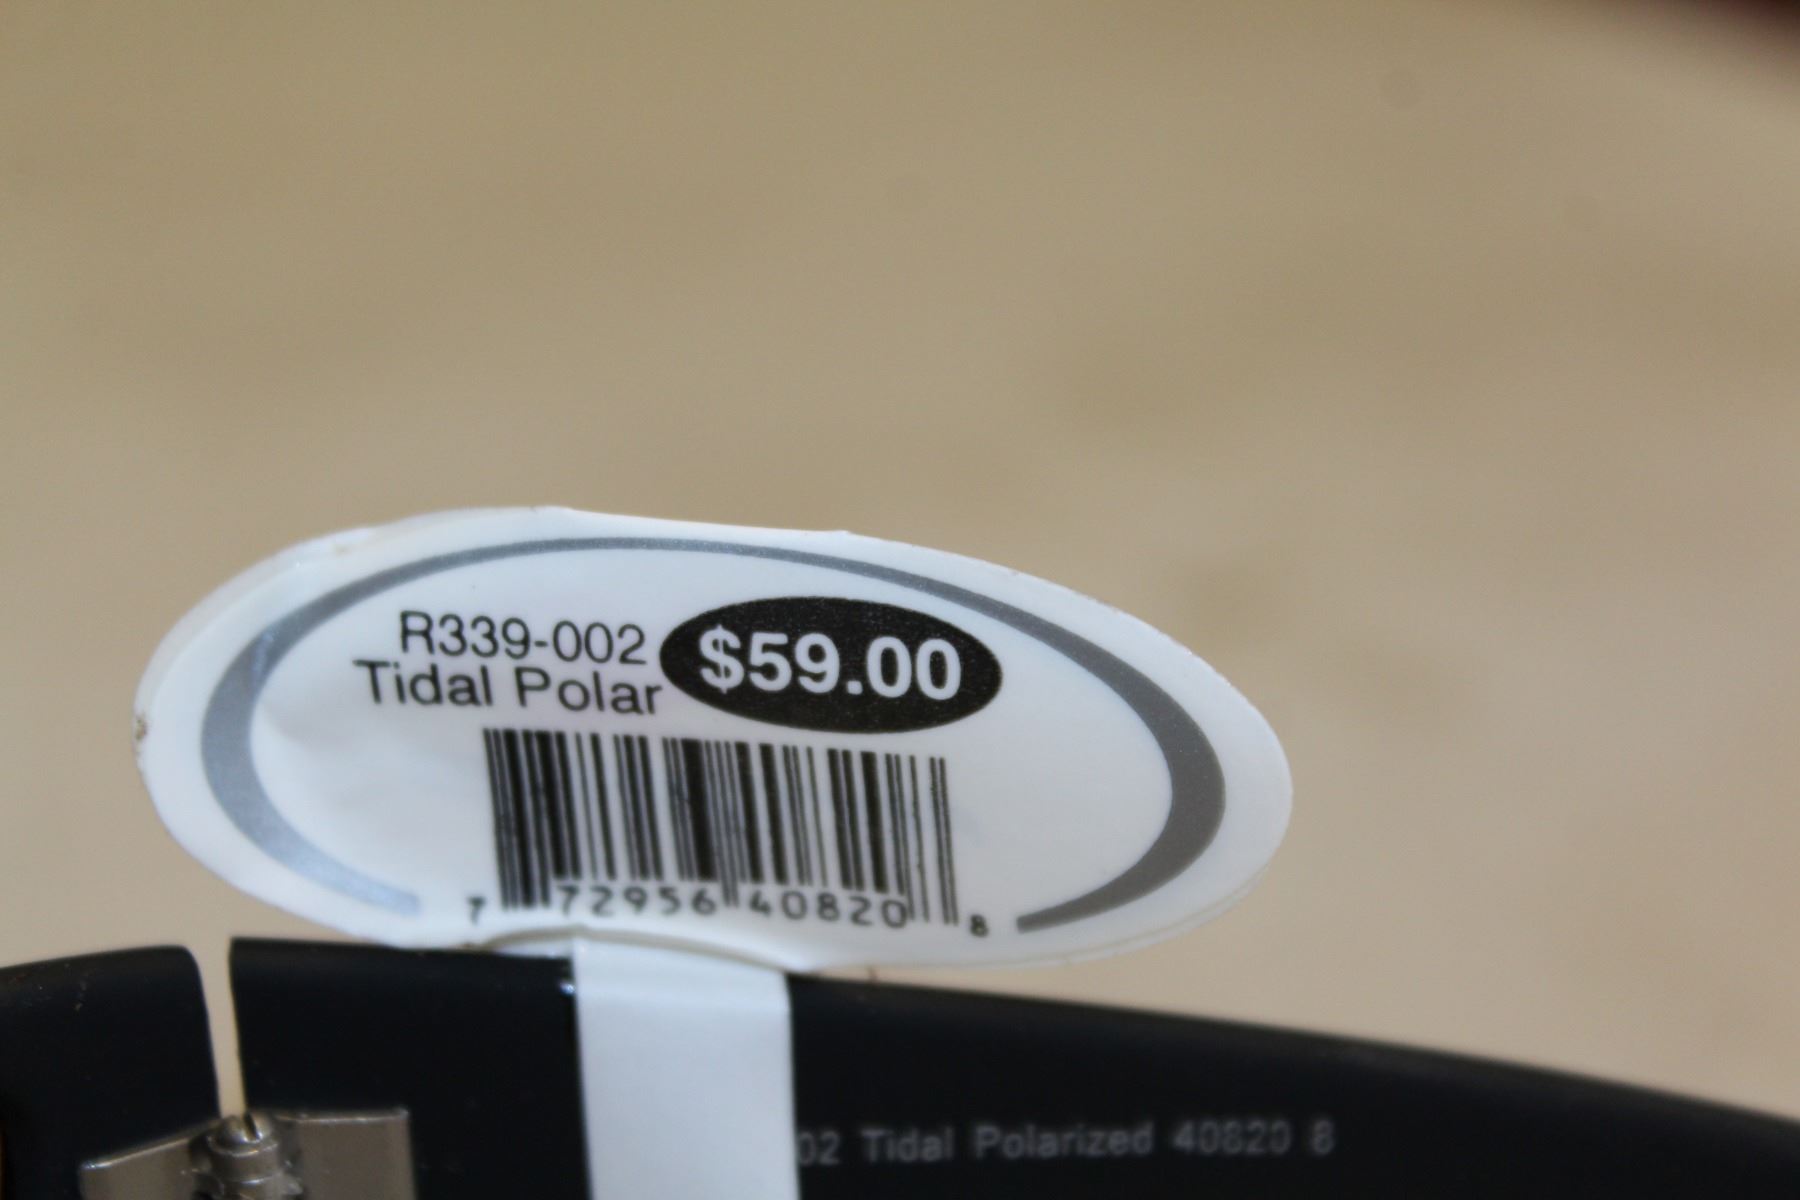 R339-002 $59.00
Tidal Polar
7 72956 40820 8
02 Tidal Polarized 40820 8